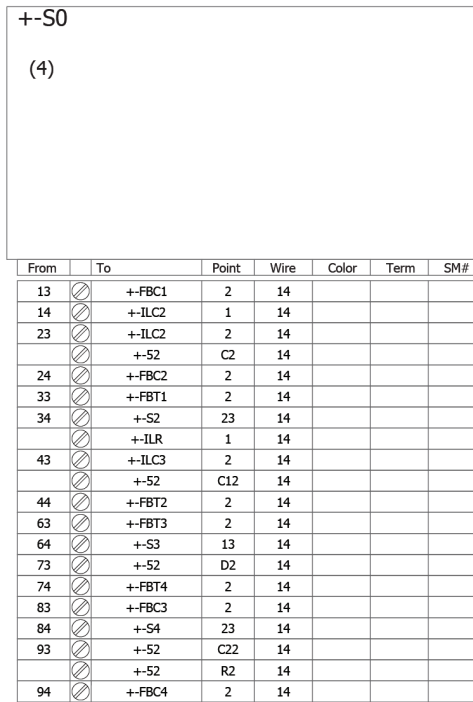 +-S0
(4)
From To Point Wire Color Term SM#
13 +-FBC1 2 14
14 +-ILC2 1 14
23 +-ILC2 2 14
+-52 C2 14
24 +-FBC2 2 14
33 +-FBT1 2 14
34 +-S2 23 14
+-ILR 1 14
43 +-ILC3 2 14
+-52 C12 14
44 +-FBT2 2 14
63 +-FBT3 2 14
64 +-S3 13 14
73 +-52 D2 14
74 +-FBT4 2 14
83 +-FBC3 2 14
84 +-S4 23 14
93 +-52 C22 14
+-52 R2 14
94 +-FBC4 2 14